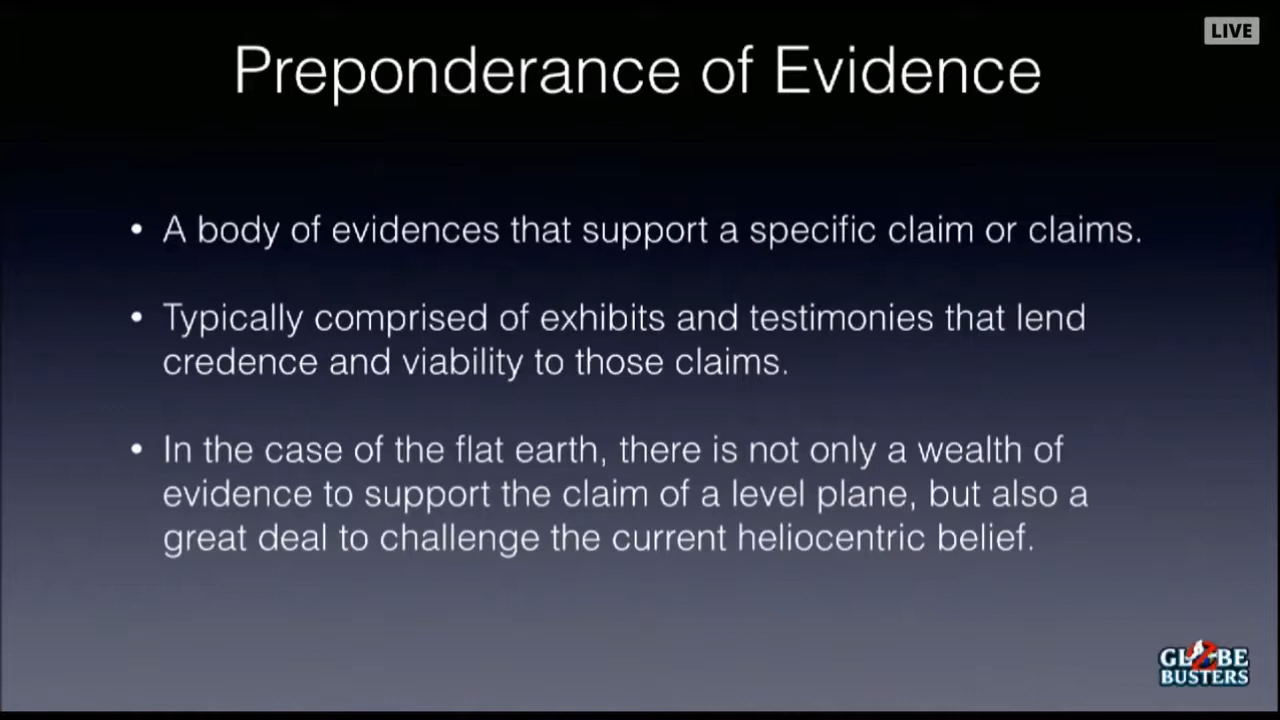 LIVE
Preponderance of Evidence
• A body of evidences that support a specific claim or claims.
• Typically comprised of exhibits and testimonies that lend
credence and viability to those claims.
• In the case of the flat earth, there is not only a wealth of
evidence to support the claim of a level plane, but also a
great deal to challenge the current heliocentric belief.
GLOBE
BUSTERS